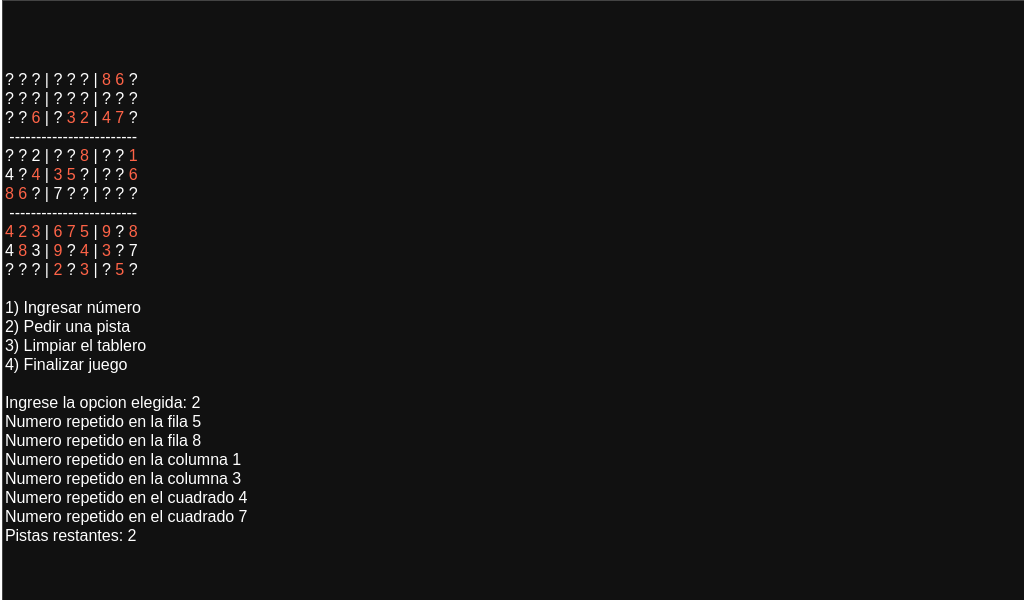 ? ? ? | ? ? ? | 8 6 ?
? ? ? | ? ? ? | ? ? ?
? ? 6 | ? 3 2 | 4 7 ?
------------------------
? ? 2 | ? ? 8 | ? ? 1
4 ? 4 | 3 5 ? | ? ? 6
8 6 ? | 7 ? ? | ? ? ?
------------------------
4 2 3 | 6 7 5 | 9 ? 8
4 8 3 | 9 ? 4 | 3 ? 7
? ? ? | 2 ? 3 | ? 5 ?
1) Ingresar número
2) Pedir una pista
3) Limpiar el tablero
4) Finalizar juego
Ingrese la opcion elegida: 2
Numero repetido en la fila 5
Numero repetido en la fila 8
Numero repetido en la columna 1
Numero repetido en la columna 3
Numero repetido en el cuadrado 4
Numero repetido en el cuadrado 7
Pistas restantes: 2